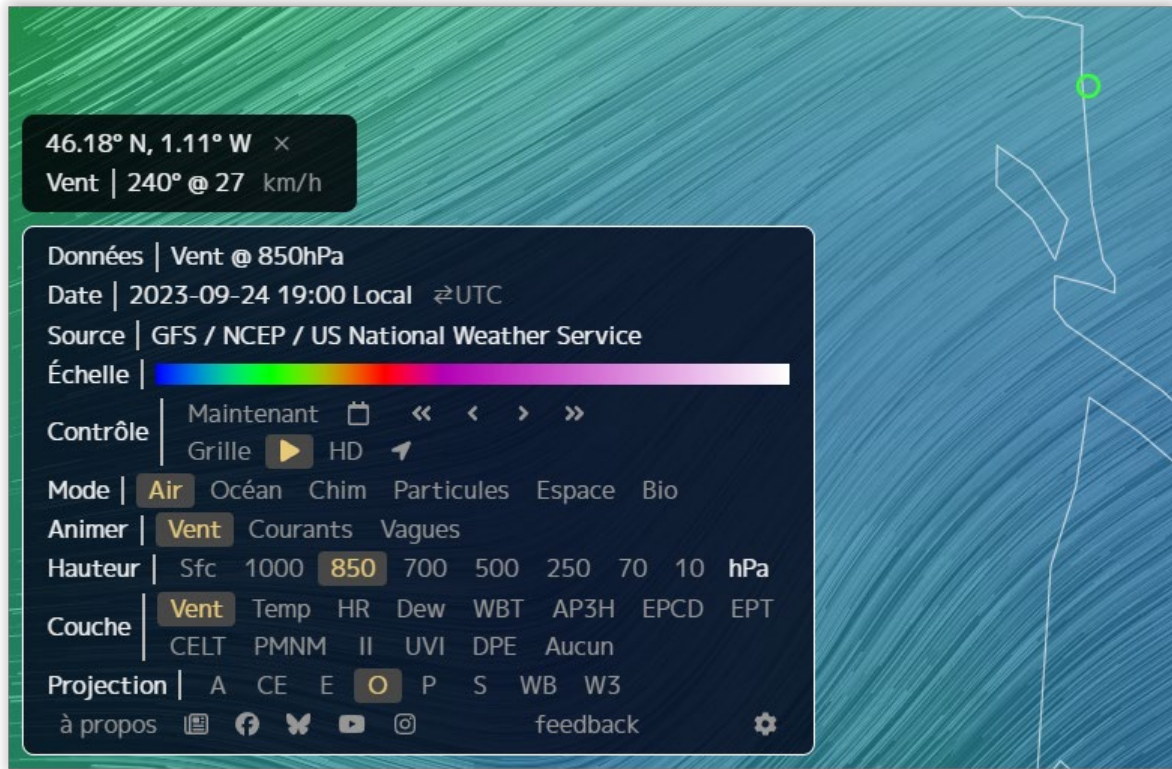 46.18° N, 1.11° W ×
Vent | 240° @ 27 km/h
Données | Vent @ 850hPa
Date | 2023-09-24 19:00 Local ⇄UTC
Source | GFS / NCEP / US National Weather Service
Échelle |
Contrôle | Maintenant « ‹ › »
Grille HD
Mode | Air Océan Chim Particules Espace Bio
Animer | Vent Courants Vagues
Hauteur | Sfc 1000 850 700 500 250 70 10 hPa
Couche | Vent Temp HR Dew WBT AP3H EPCD EPT
CELT PMNM II UVI DPE Aucun
Projection | A CE E O P S WB W3
à propos feedback